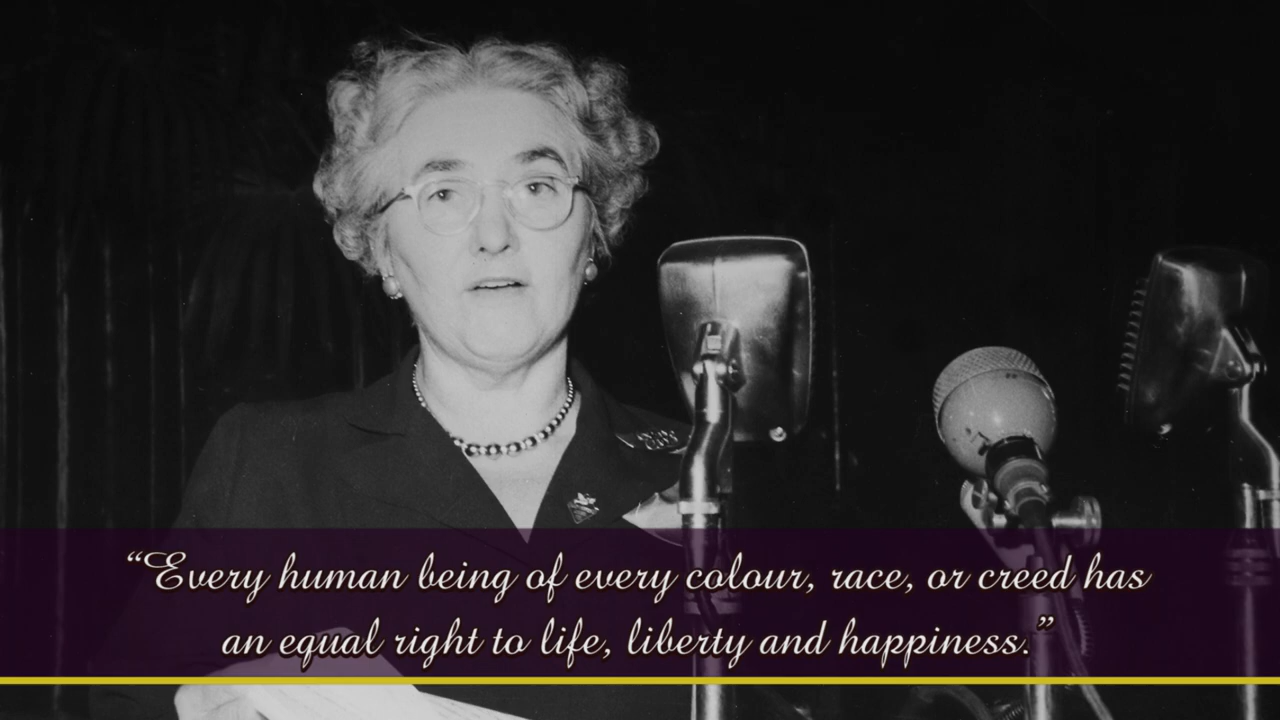 “Every human being of every colour, race, or creed has
an equal right to life, liberty and happiness.”